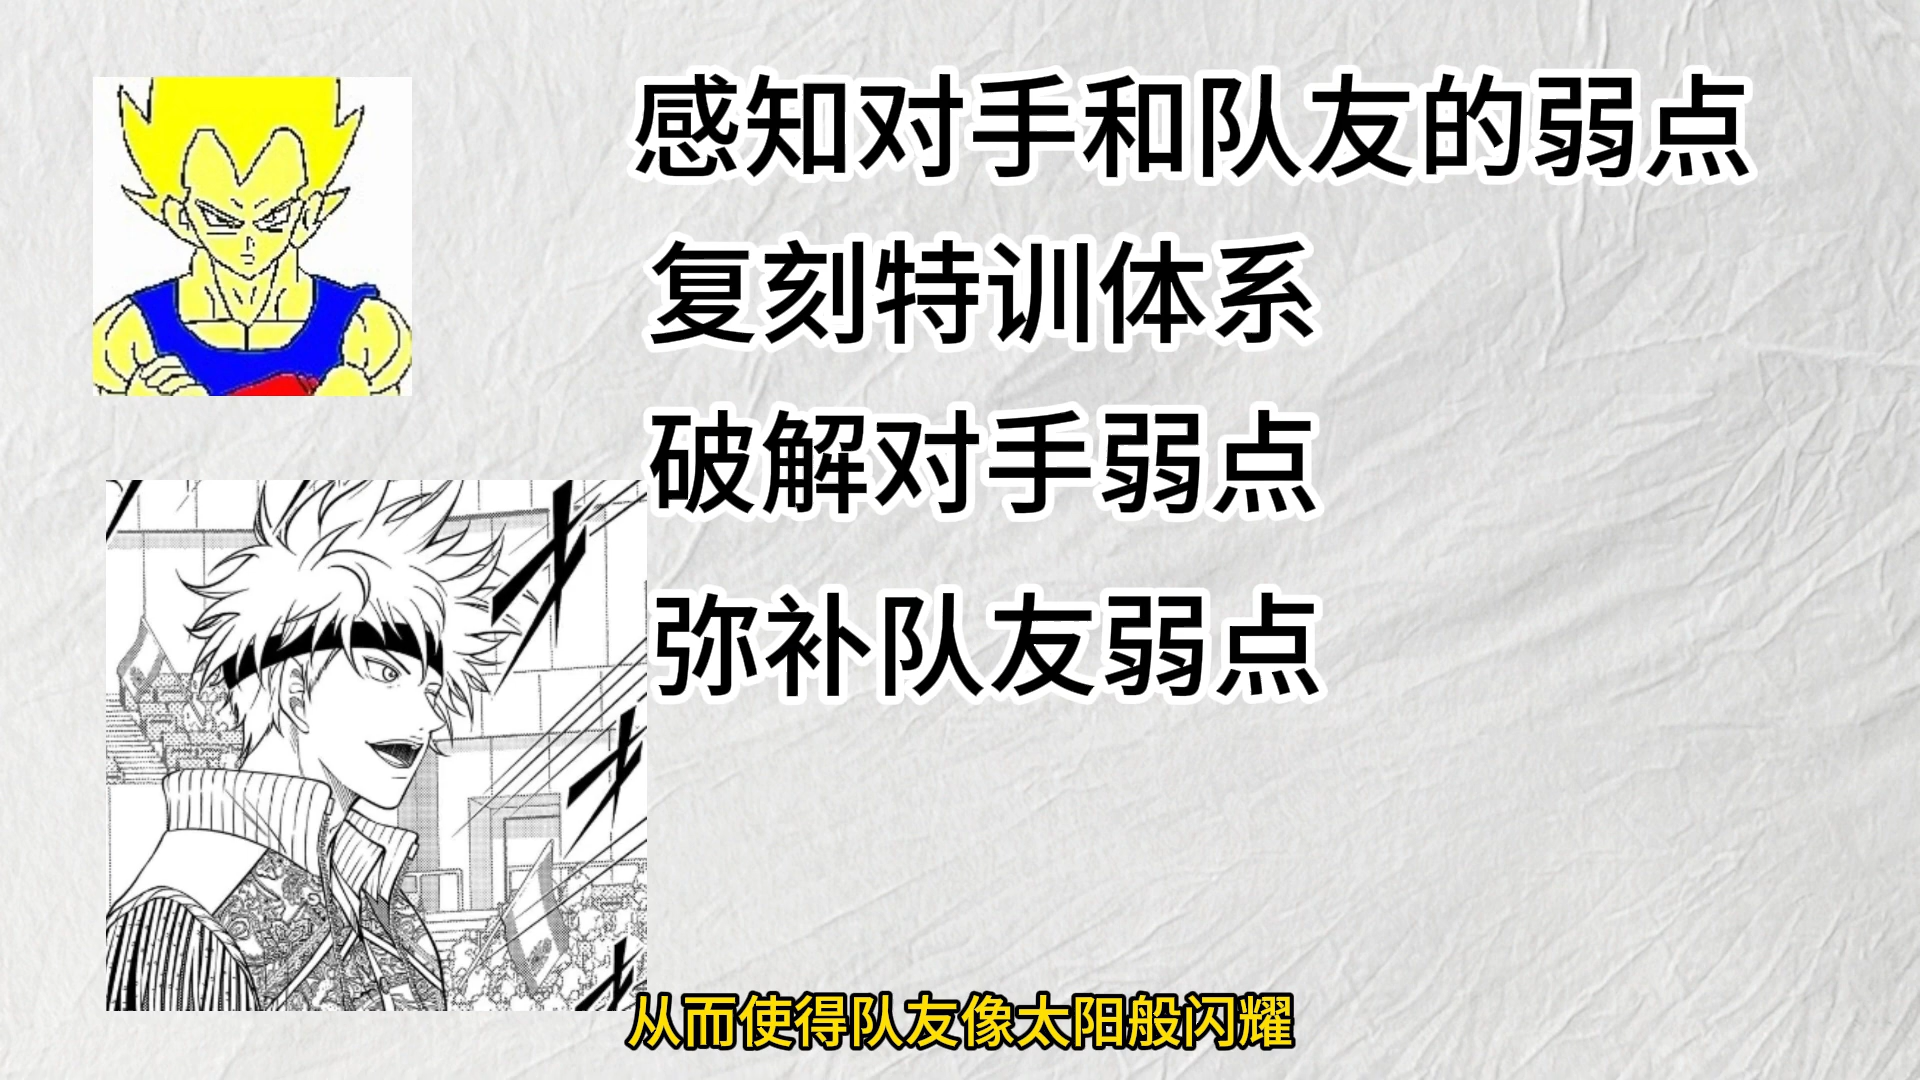 感知对手和队友的弱点
复刻特训体系
破解对手弱点
弥补队友弱点
从而使得队友像太阳般闪耀